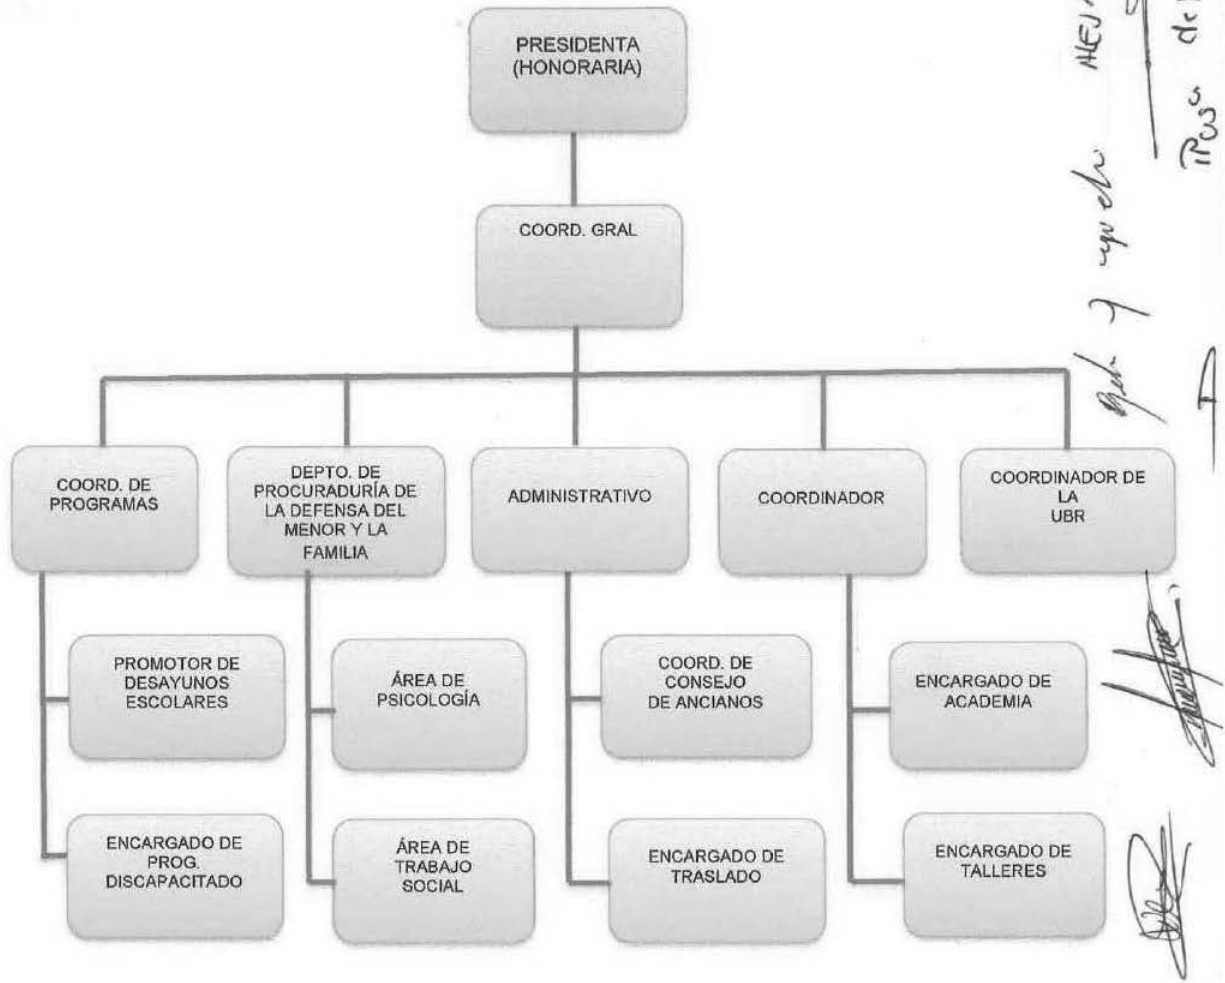 PRESIDENTA
(HONORARIA)
COORD. GRAL
COORD. DE
PROGRAMAS
DEPTO. DE
PROCURADURÍA DE
LA DEFENSA DEL
MENOR Y LA
FAMILIA
ADMINISTRATIVO
COORDINADOR
COORDINADOR DE
LA
UBR
PROMOTOR DE
DESAYUNOS
ESCOLARES
ÁREA DE
PSICOLOGÍA
COORD. DE
CONSEJO
DE ANCIANOS
ENCARGADO DE
ACADEMIA
ENCARGADO DE
PROG.
DISCAPACITADO
ÁREA DE
TRABAJO
SOCIAL
ENCARGADO DE
TRASLADO
ENCARGADO DE
TALLERES